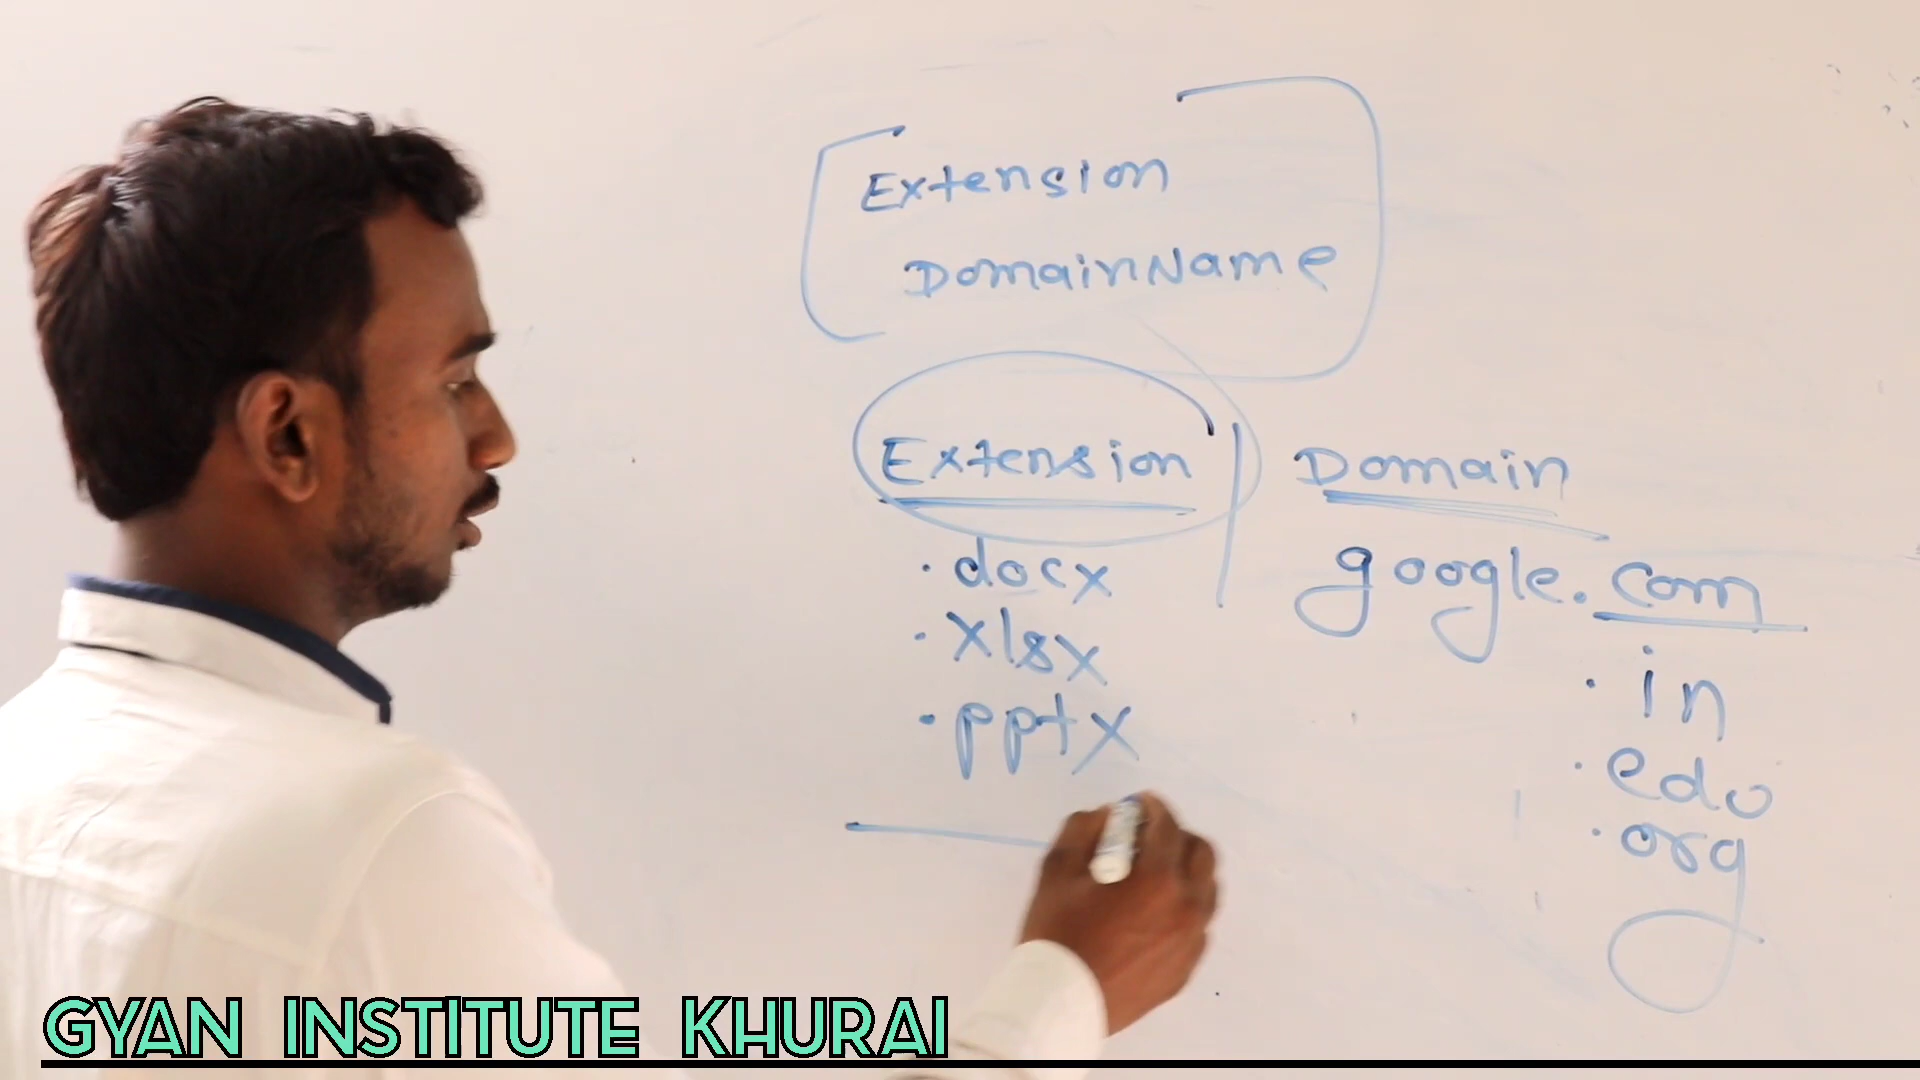 Extension
DomainName
Extension
.docx
.xlsx
.pptx
Domain
google.com
.in
.edu
.org
GYAN INSTITUTE KHURAI